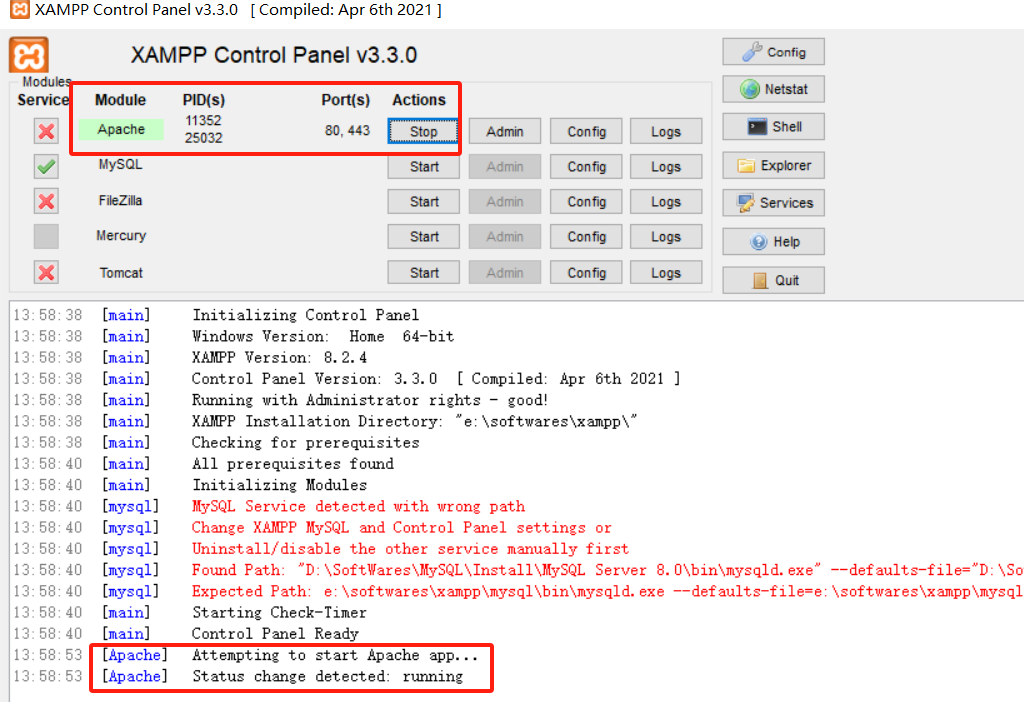 XAMPP Control Panel v3.3.0 [ Compiled: Apr 6th 2021 ]
XAMPP Control Panel v3.3.0
Modules
Service Module PID(s) Port(s) Actions
Apache 11352 25032 80, 443 Stop Admin Config Logs
MySQL Start Admin Config Logs
FileZilla Start Admin Config Logs
Mercury Start Admin Config Logs
Tomcat Start Admin Config Logs
Config
Netstat
Shell
Explorer
Services
Help
Quit
13:58:38 [main] Initializing Control Panel
13:58:38 [main] Windows Version: Home 64-bit
13:58:38 [main] XAMPP Version: 8.2.4
13:58:38 [main] Control Panel Version: 3.3.0 [ Compiled: Apr 6th 2021 ]
13:58:38 [main] Running with Administrator rights - good!
13:58:38 [main] XAMPP Installation Directory: "e:\softwares\xampp\"
13:58:38 [main] Checking for prerequisites
13:58:40 [main] All prerequisites found
13:58:40 [main] Initializing Modules
13:58:40 [mysql] MySQL Service detected with wrong path
13:58:40 [mysql] Change XAMPP MySQL and Control Panel settings or
13:58:40 [mysql] Uninstall/disable the other service manually first
13:58:40 [mysql] Found Path: "D:\SoftWares\MySQL\Install\MySQL Server 8.0\bin\mysqld.exe" --defaults-file="D:\So
13:58:40 [mysql] Expected Path: e:\softwares\xampp\mysql\bin\mysqld.exe --defaults-file=e:\softwares\xampp\mysql
13:58:40 [main] Starting Check-Timer
13:58:40 [main] Control Panel Ready
13:58:53 [Apache] Attempting to start Apache app...
13:58:53 [Apache] Status change detected: running